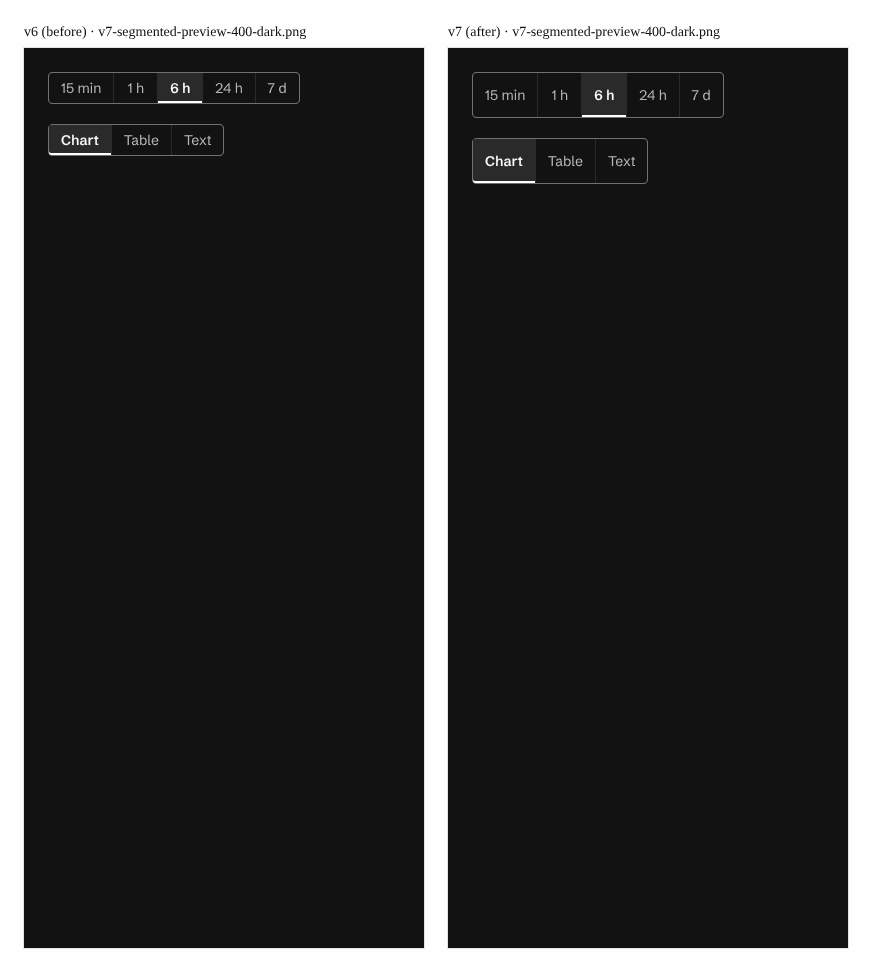 v6 (before) · v7-segmented-preview-400-dark.png
15 min 1 h 6 h 24 h 7 d
Chart Table Text
v7 (after) · v7-segmented-preview-400-dark.png
15 min 1 h 6 h 24 h 7 d
Chart Table Text